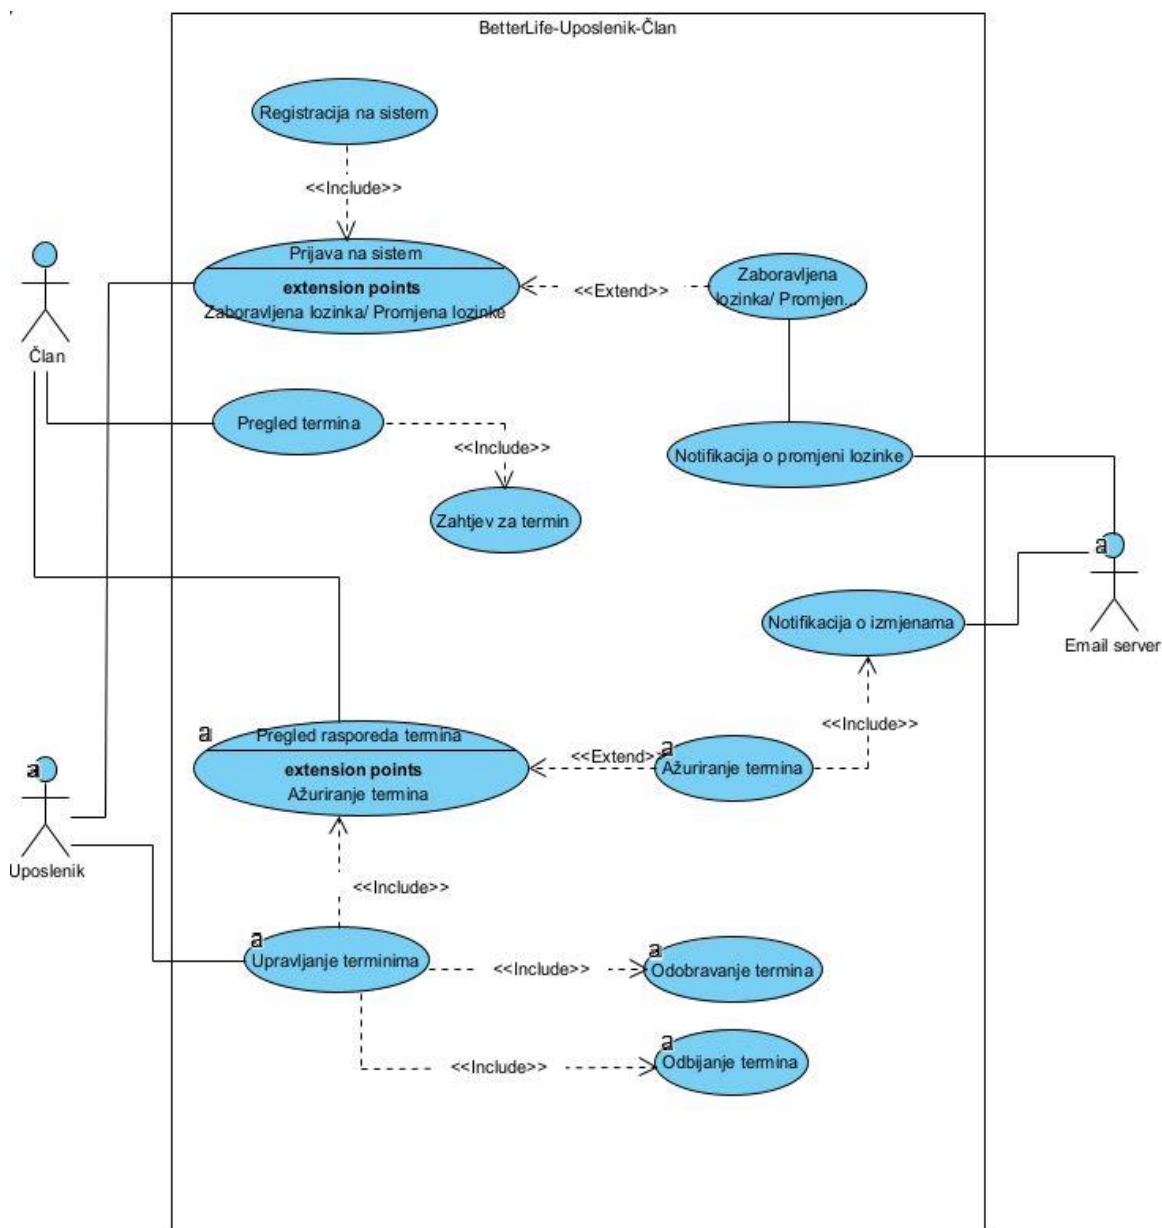 BetterLife-Uposlenik-Član
Registracija na sistem
<<Include>>
Prijava na sistem
extension points
Zaboravljena lozinka/ Promjena lozinke
<<Extend>>
Zaboravljena
lozinka/ Promjen...
Član
Pregled termina
<<Include>>
Zahtjev za termin
Notifikacija o promjeni lozinke
a
Email server
Notifikacija o izmjenama
<<Include>>
a
Pregled rasporeda termina
extension points
Ažuriranje termina
<<Extend>>
a
Ažuriranje termina
a
Uposlenik
<<Include>>
a
Upravljanje terminima
<<Include>>
a
Odobravanje termina
<<Include>>
a
Odbijanje termina